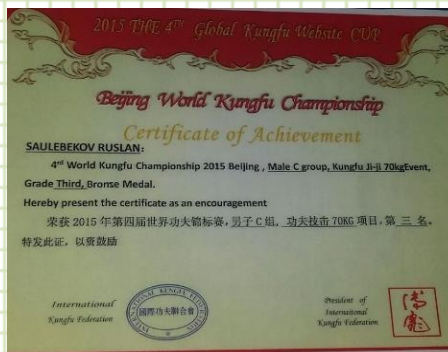 2015 THE 4TH Global Kungfu Website CUP
Beijing World Kungfu Championship
Certificate of Achievement
SAULEBEKOV RUSLAN:
4rd World Kungfu Championship 2015 Beijing , Male C group, Kungfu Ji-ji 70kgEvent,
Grade Third, Bronse Medal.
Hereby present the certificate as an encouragement
荣获 2015 年第四届世界功夫锦标赛，男子 C 组，功夫技击 70KG 项目，第 三 名，
特发此证，以资鼓励
International
Kungfu Federation
INTERNATIONAL KUNGFU FEDERATION
國際功夫聯合會
President of
International
Kungfu Federation